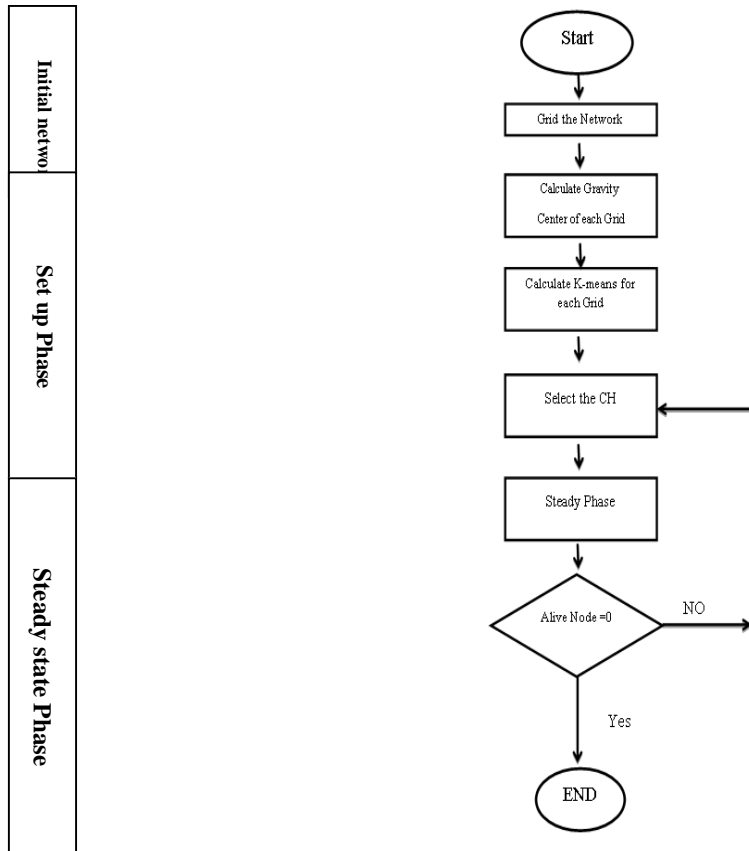 Initial
Start
Grid the Network
Set up Phase
Calculate Gravity
Center of each Grid
Calculate K-means for
each Grid
Select the CH
Steady state Phase
Steady Phase
Alive Node =0
NO
Yes
END